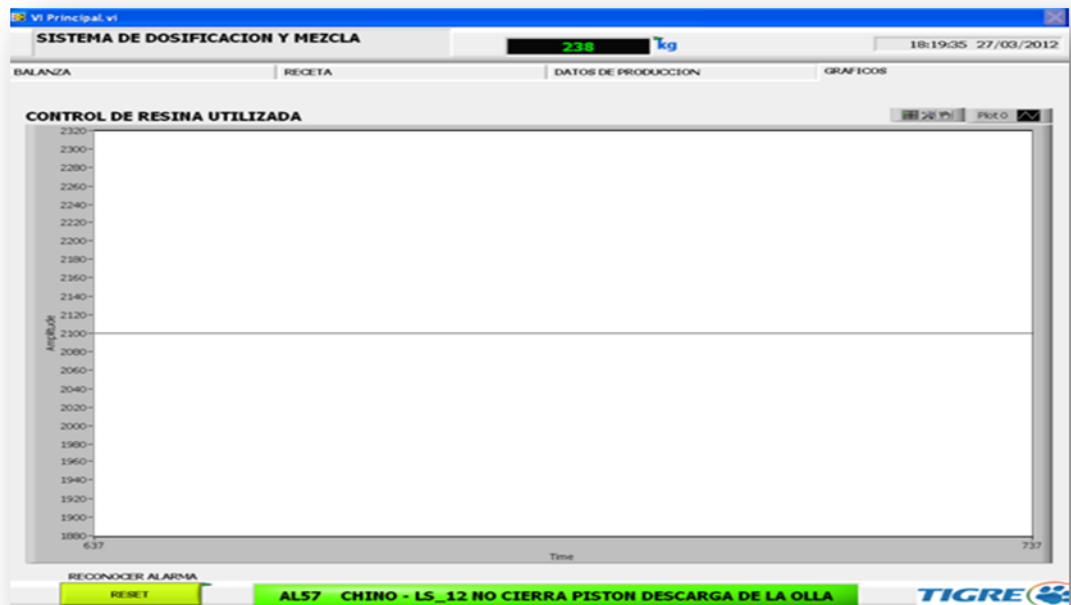 VI Principal.vi
SISTEMA DE DOSIFICACION Y MEZCLA
238 kg
18:19:35 27/03/2012
BALANZA RECETA DATOS DE PRODUCCION GRAFICOS
CONTROL DE RESINA UTILIZADA
Plot 0
2320
2300
2280
2260
2240
2220
2200
2180
2160
2140
2120
2100
2080
2060
2040
2020
2000
1980
1960
1940
1920
1900
1880
Amplitude
637 737
Time
RECONOCER ALARMA
RESET
AL57 CHINO - LS_12 NO CIERRA PISTON DESCARGA DE LA OLLA
TIGRE